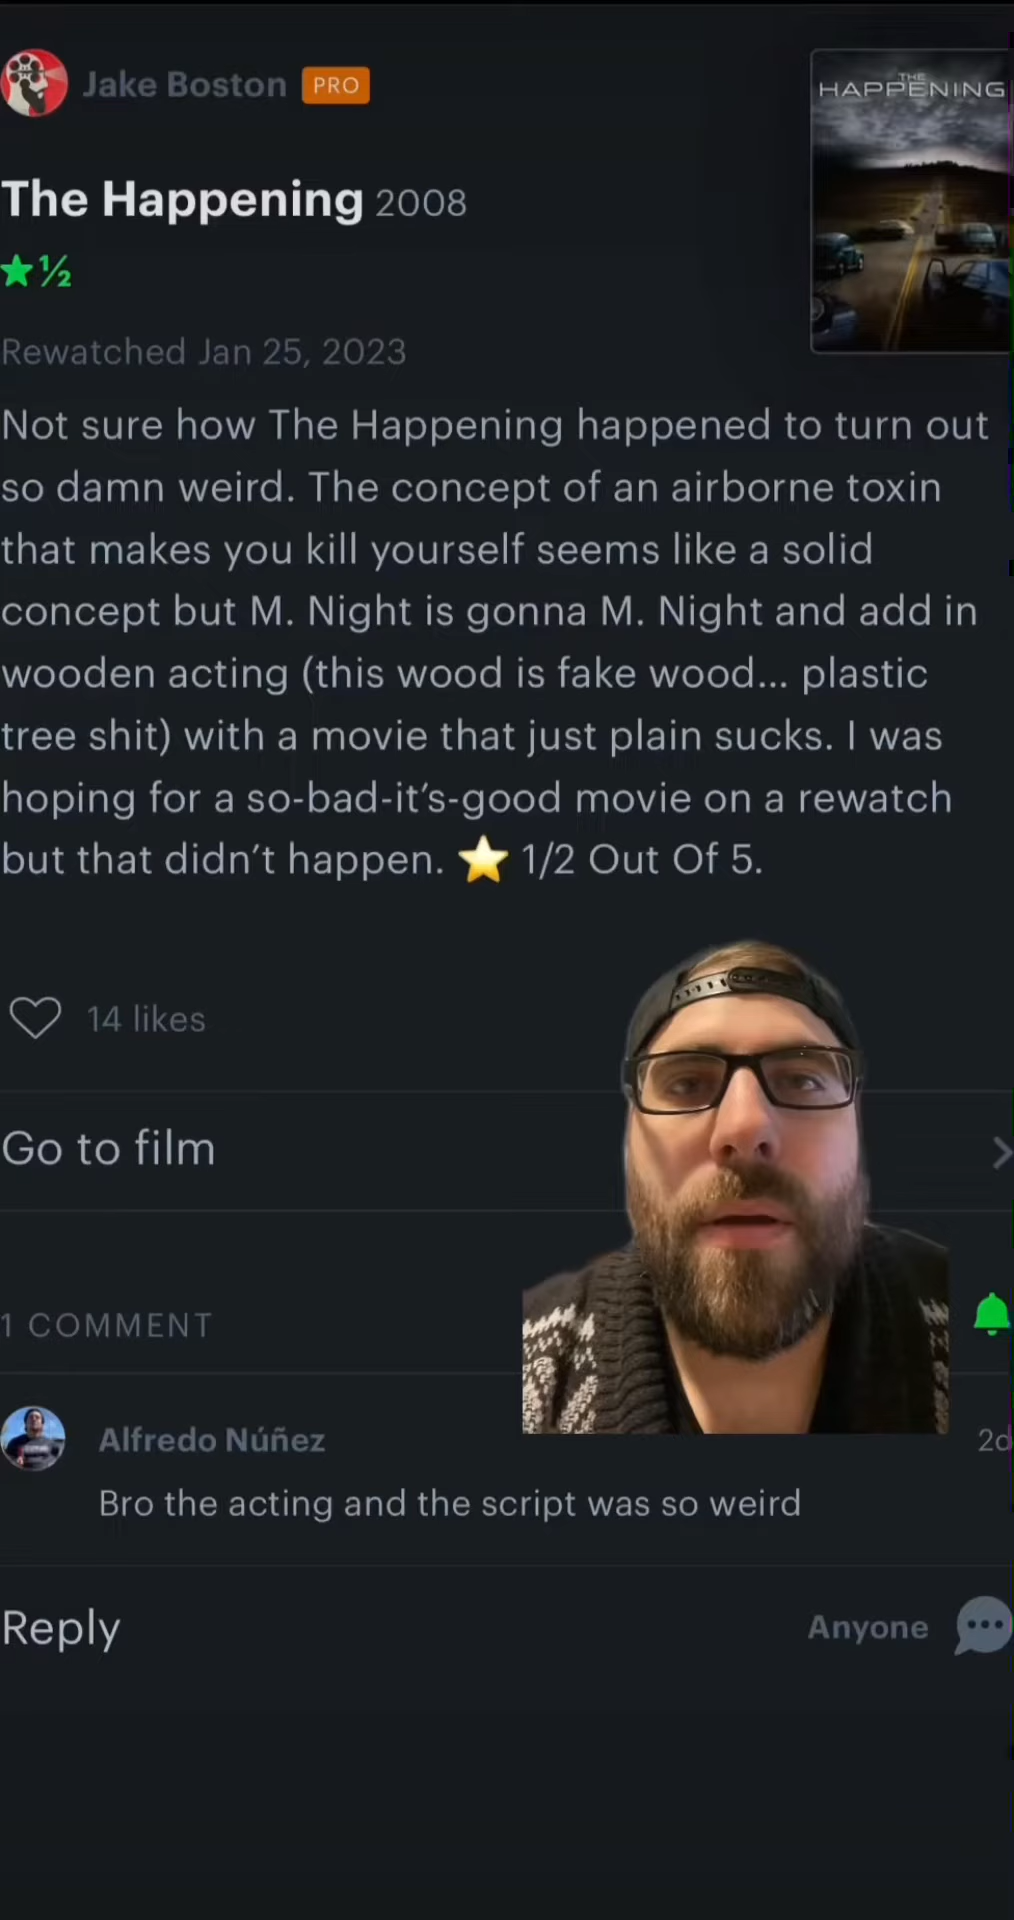 Jake Boston PRO
THE
HAPPENING
The Happening 2008
★½
Rewatched Jan 25, 2023
Not sure how The Happening happened to turn out
so damn weird. The concept of an airborne toxin
that makes you kill yourself seems like a solid
concept but M. Night is gonna M. Night and add in
wooden acting (this wood is fake wood... plastic
tree shit) with a movie that just plain sucks. I was
hoping for a so-bad-it's-good movie on a rewatch
but that didn't happen. ⭐ 1/2 Out Of 5.
14 likes
Go to film
1 COMMENT
Alfredo Núñez
2d
Bro the acting and the script was so weird
Reply
Anyone